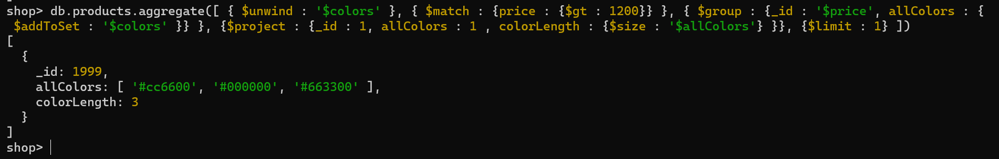 ]
shop> db.products.aggregate([ { $unwind : '$colors' }, { $match : {price : {$gt : 1200}} }, { $group : {_id : '$price', allColors : {
 $addToSet : '$colors' }} }, {$project : {_id : 1, allColors : 1 , colorLength : {$size : '$allColors'} }}, {$limit : 1} ])
[
  {
    _id: 1999,
    allColors: [ '#cc6600', '#000000', '#663300' ],
    colorLength: 3
  }
]
shop>